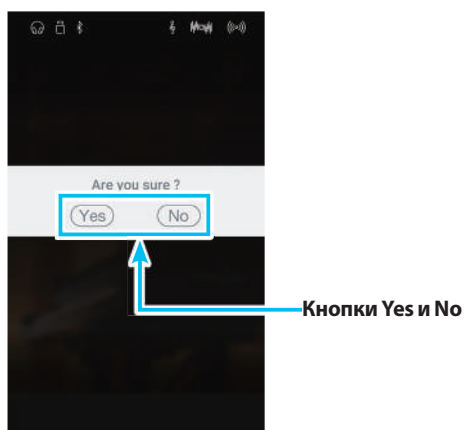 Are you sure ?
Yes No
Кнопки Yes и No